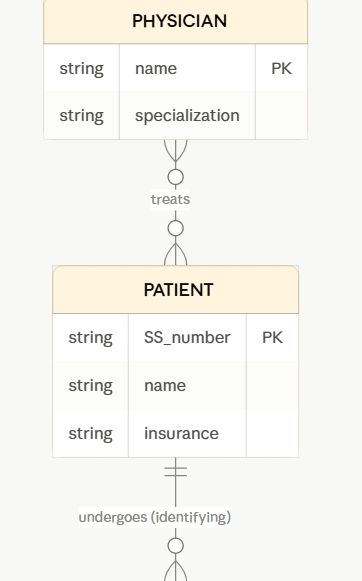 PHYSICIAN
string name PK
string specialization
treats
PATIENT
string SS_number PK
string name
string insurance
undergoes (identifying)